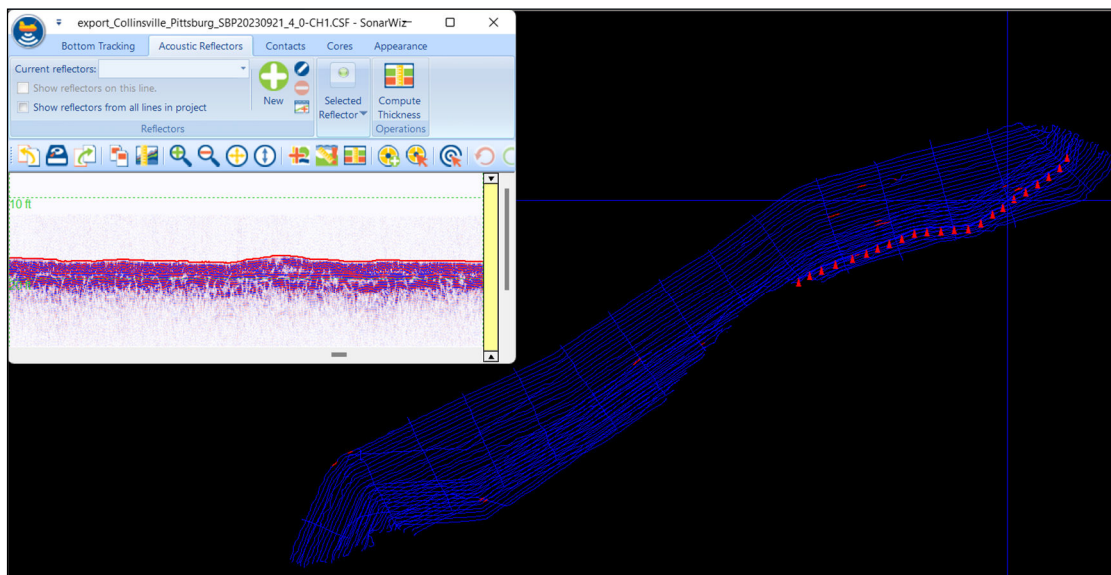 export_Collinsville_Pittsburg_SBP20230921_4_0-CH1.CSF - SonarWiz
Bottom Tracking Acoustic Reflectors Contacts Cores Appearance
Current reflectors:
Show reflectors on this line.
Show reflectors from all lines in project
New
Selected Reflector
Compute Thickness
Reflectors
Operations
10 ft